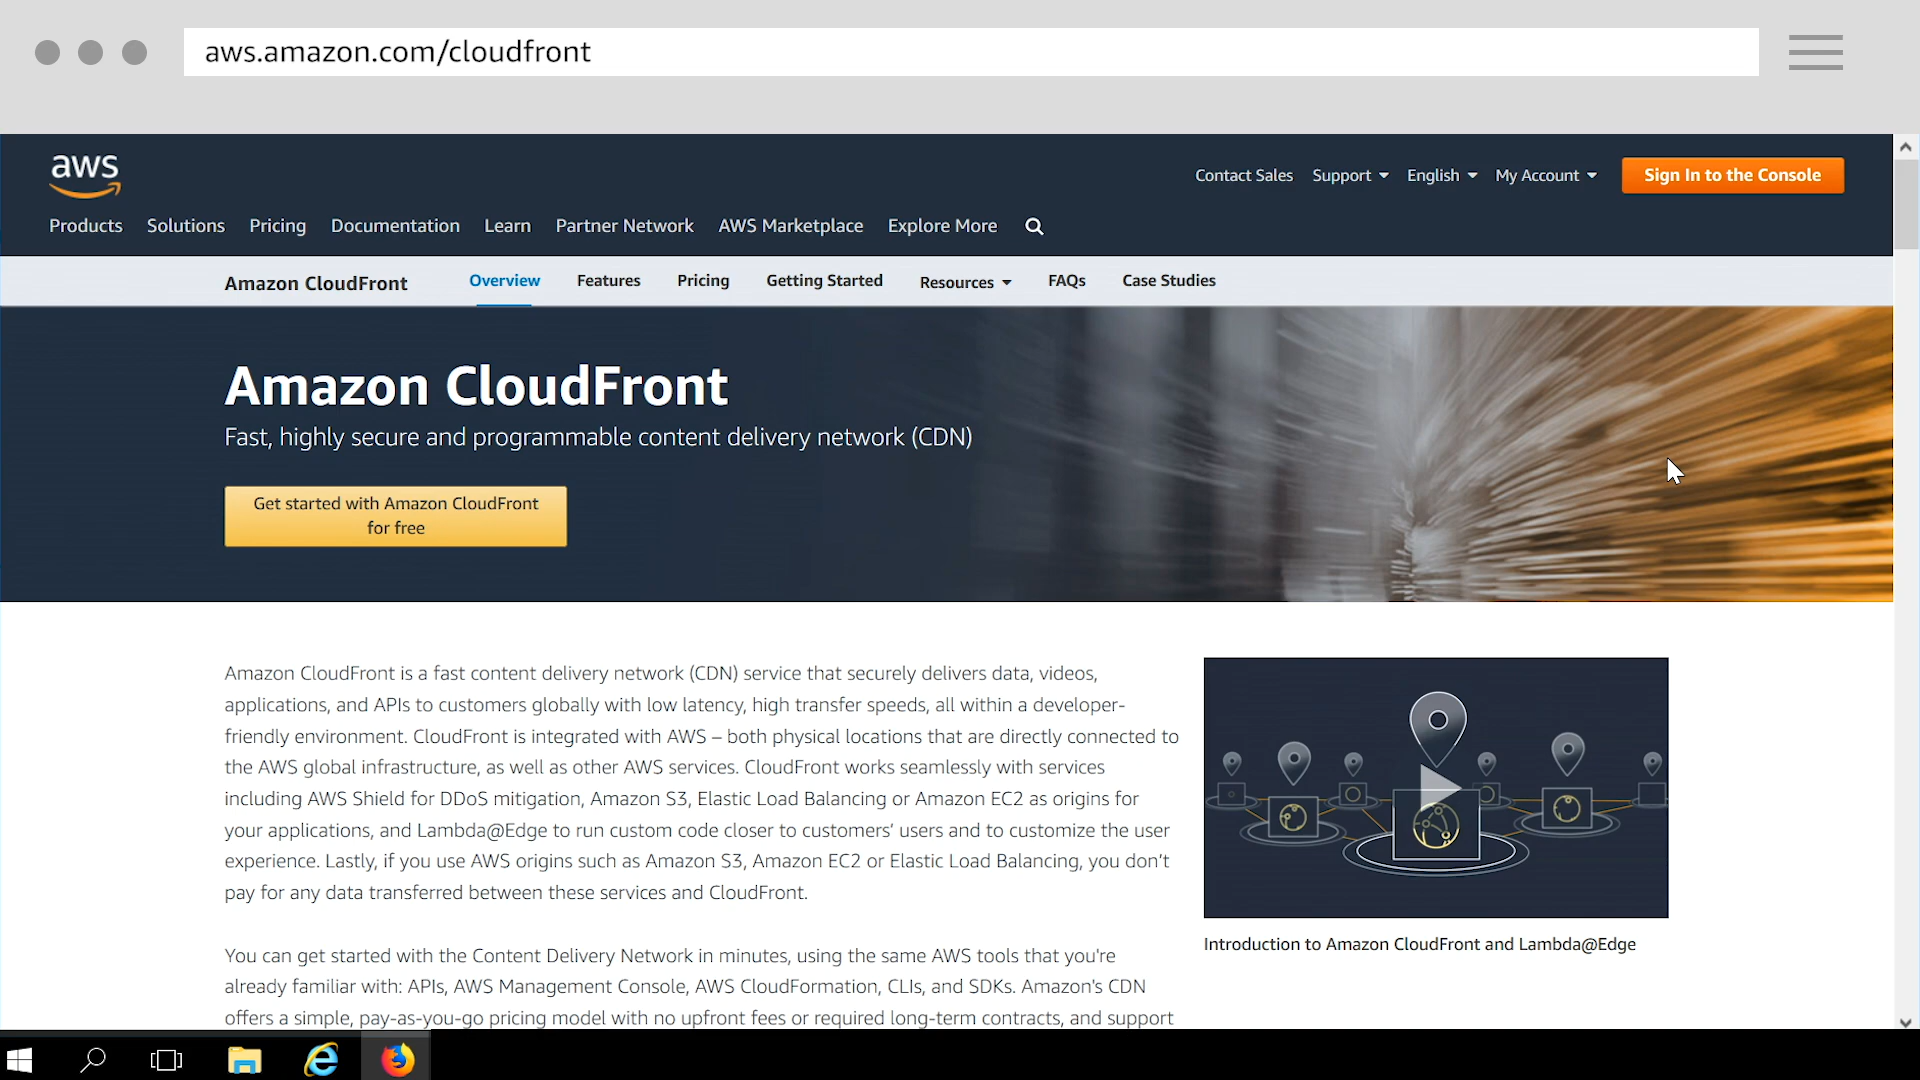 aws.amazon.com/cloudfront
aws
Contact Sales Support English My Account Sign In to the Console
Products Solutions Pricing Documentation Learn Partner Network AWS Marketplace Explore More
Amazon CloudFront Overview Features Pricing Getting Started Resources FAQs Case Studies
Amazon CloudFront
Fast, highly secure and programmable content delivery network (CDN)
Get started with Amazon CloudFront
for free
Amazon CloudFront is a fast content delivery network (CDN) service that securely delivers data, videos,
applications, and APIs to customers globally with low latency, high transfer speeds, all within a developer-
friendly environment. CloudFront is integrated with AWS – both physical locations that are directly connected to
the AWS global infrastructure, as well as other AWS services. CloudFront works seamlessly with services
including AWS Shield for DDoS mitigation, Amazon S3, Elastic Load Balancing or Amazon EC2 as origins for
your applications, and Lambda@Edge to run custom code closer to customers’ users and to customize the user
experience. Lastly, if you use AWS origins such as Amazon S3, Amazon EC2 or Elastic Load Balancing, you don’t
pay for any data transferred between these services and CloudFront.
Introduction to Amazon CloudFront and Lambda@Edge
You can get started with the Content Delivery Network in minutes, using the same AWS tools that you're
already familiar with: APIs, AWS Management Console, AWS CloudFormation, CLIs, and SDKs. Amazon's CDN
offers a simple, pay-as-you-go pricing model with no upfront fees or required long-term contracts, and support